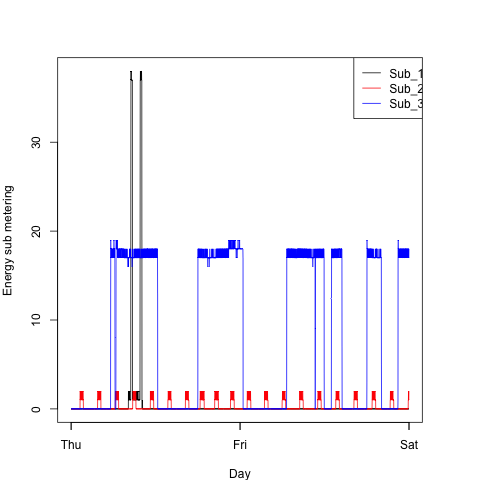 Sub_1
Sub_2
Sub_3
30
20
10
0
Energy sub metering
Thu Fri Sat
Day